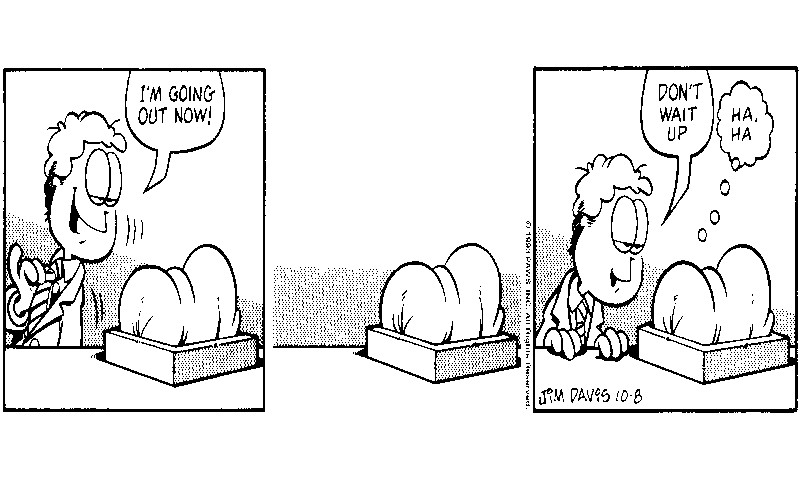 I'M GOING
OUT NOW!
DON'T
WAIT
UP
HA,
HA
JIM DAVIS 10-8